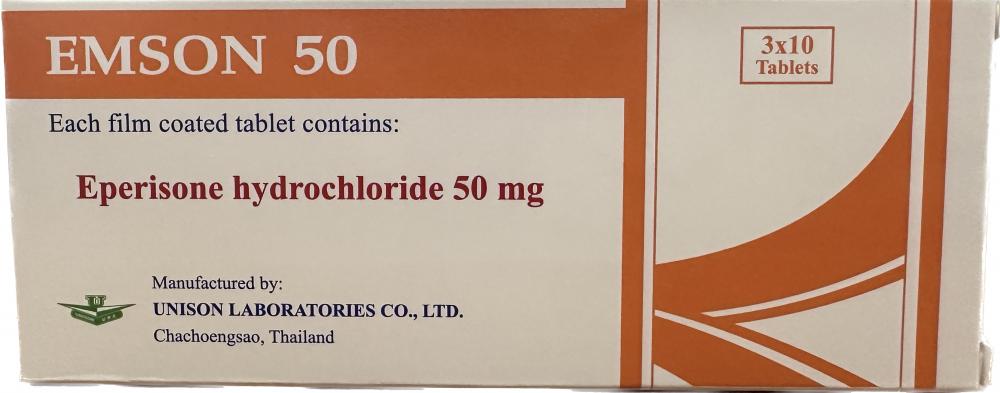 EMSON 50
3x10
Tablets
Each film coated tablet contains:
Eperisone hydrochloride 50 mg
Manufactured by:
UNISON LABORATORIES CO., LTD.
Chachoengsao, Thailand